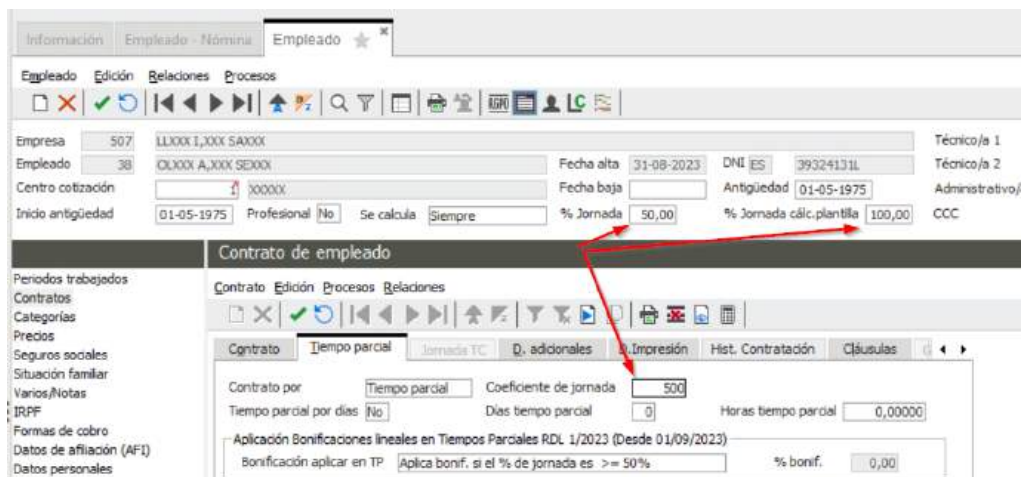 Información Empleado - Nómina Empleado
Empleado Edición Relaciones Procesos
Empresa 507 LLXXX I,XXX SAXXX Técnico/a 1
Empleado 38 OLXXX A,XXX SEXXX Fecha alta 31-08-2023 DNI ES 39324131L Técnico/a 2
Centro cotización 1 XXXXX Fecha baja Antigüedad 01-05-1975 Administrativo/
Inicio antigüedad 01-05-1975 Profesional No Se calcula Siempre % Jornada 50,00 % Jornada cálc.plantilla 100,00 CCC
Contrato de empleado
Periodos trabajados
Contratos
Categorías
Precios
Seguros sociales
Situación familiar
Varios/Notas
IRPF
Formas de cobro
Datos de afiliación (AFI)
Datos personales
Contrato Edición Procesos Relaciones
Contrato Tiempo parcial Jornada TC D. adicionales D.Impresión Hist. Contratación Cláusulas
Contrato por Tiempo parcial Coeficiente de jornada 500
Tiempo parcial por días No Días tiempo parcial 0 Horas tiempo parcial 0,00000
Aplicación Bonificaciones lineales en Tiempos Parciales RDL 1/2023 (Desde 01/09/2023)
Bonificación aplicar en TP Aplica bonif. si el % de jornada es >= 50% % bonif. 0,00